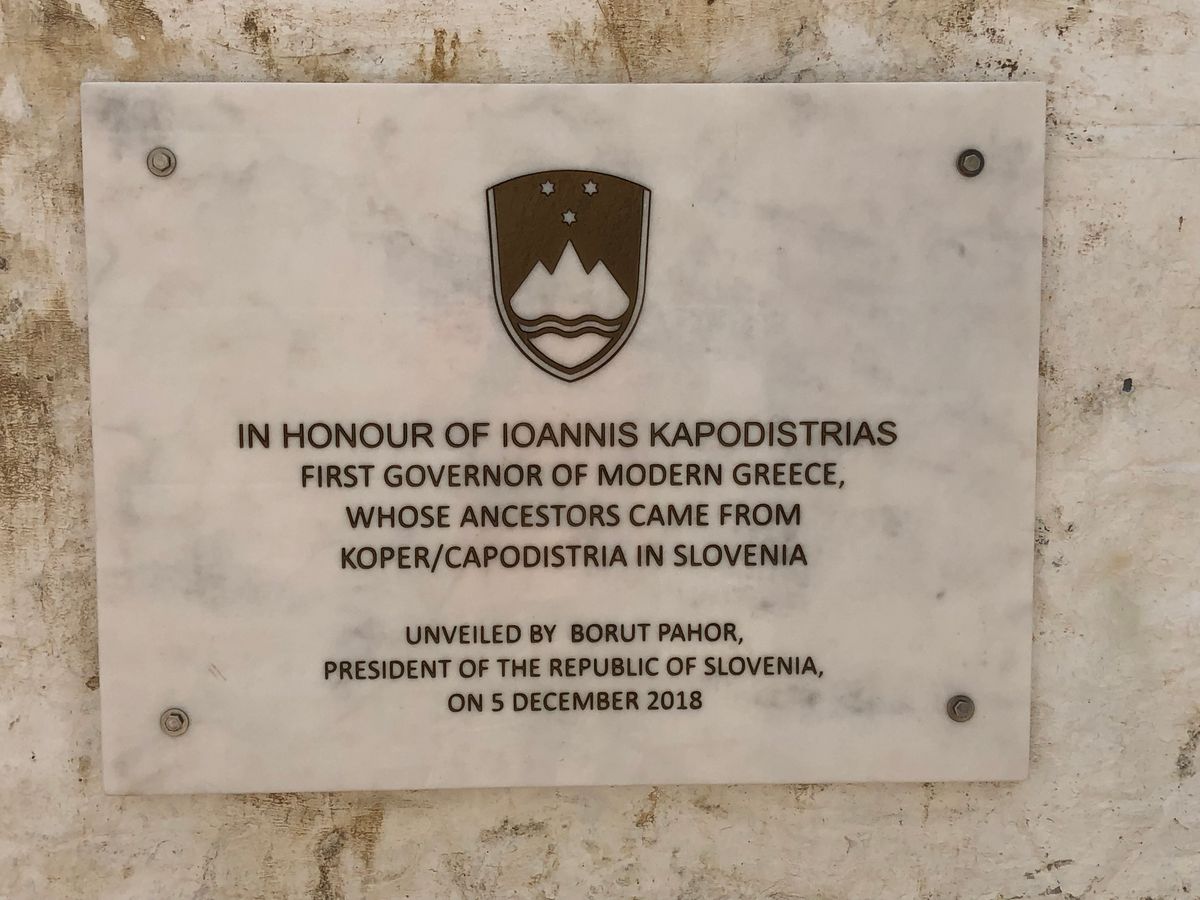 IN HONOUR OF IOANNIS KAPODISTRIAS
FIRST GOVERNOR OF MODERN GREECE,
WHOSE ANCESTORS CAME FROM
KOPER/CAPODISTRIA IN SLOVENIA
UNVEILED BY BORUT PAHOR,
PRESIDENT OF THE REPUBLIC OF SLOVENIA,
ON 5 DECEMBER 2018